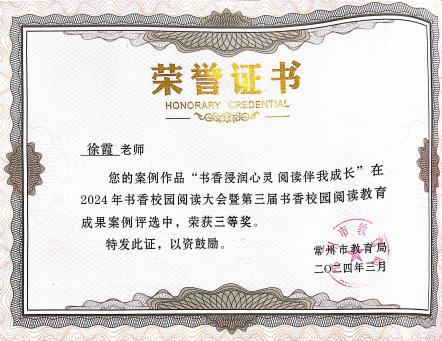 荣誉证书
HONORARY CREDENTIAL
徐霞 老师
您的案例作品“书香浸润心灵 阅读伴我成长”在
2024年书香校园阅读大会暨第三届书香校园阅读教育
成果案例评选中，荣获三等奖。
特发此证，以资鼓励。
常州市教育局
二〇二四年三月